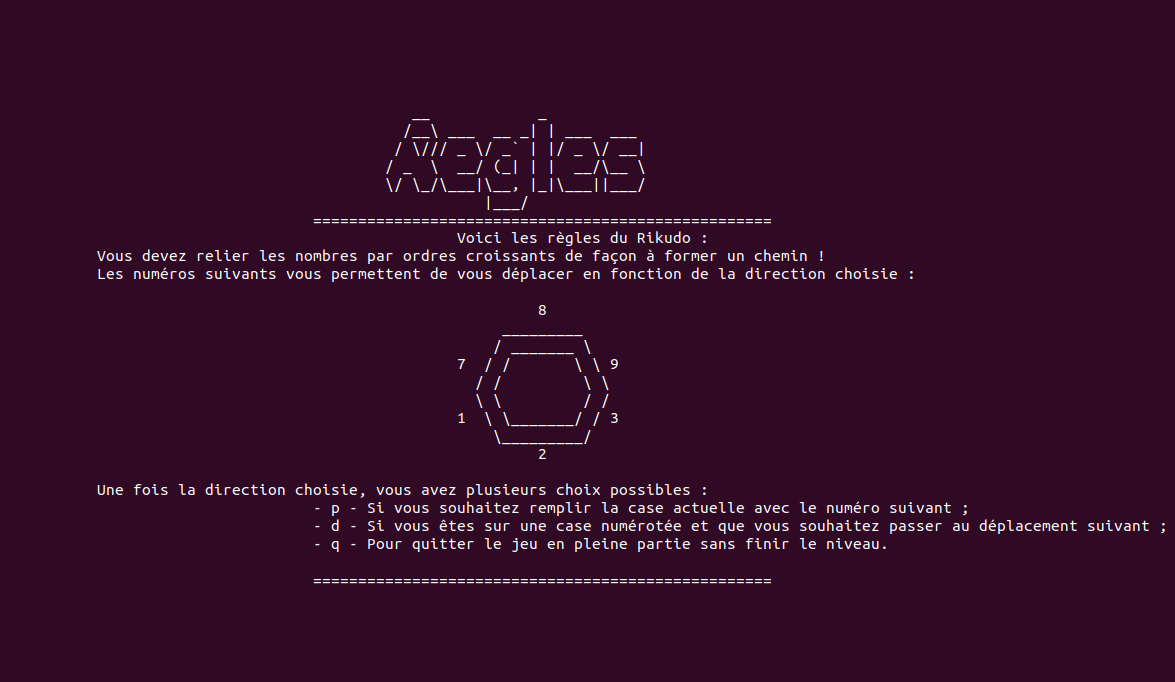 Règles
==================================================
Voici les règles du Rikudo :
Vous devez relier les nombres par ordres croissants de façon à former un chemin !
Les numéros suivants vous permettent de vous déplacer en fonction de la direction choisie :
8
7 9
1 3
2
Une fois la direction choisie, vous avez plusieurs choix possibles :
- p - Si vous souhaitez remplir la case actuelle avec le numéro suivant ;
- d - Si vous êtes sur une case numérotée et que vous souhaitez passer au déplacement suivant ;
- q - Pour quitter le jeu en pleine partie sans finir le niveau.
==================================================